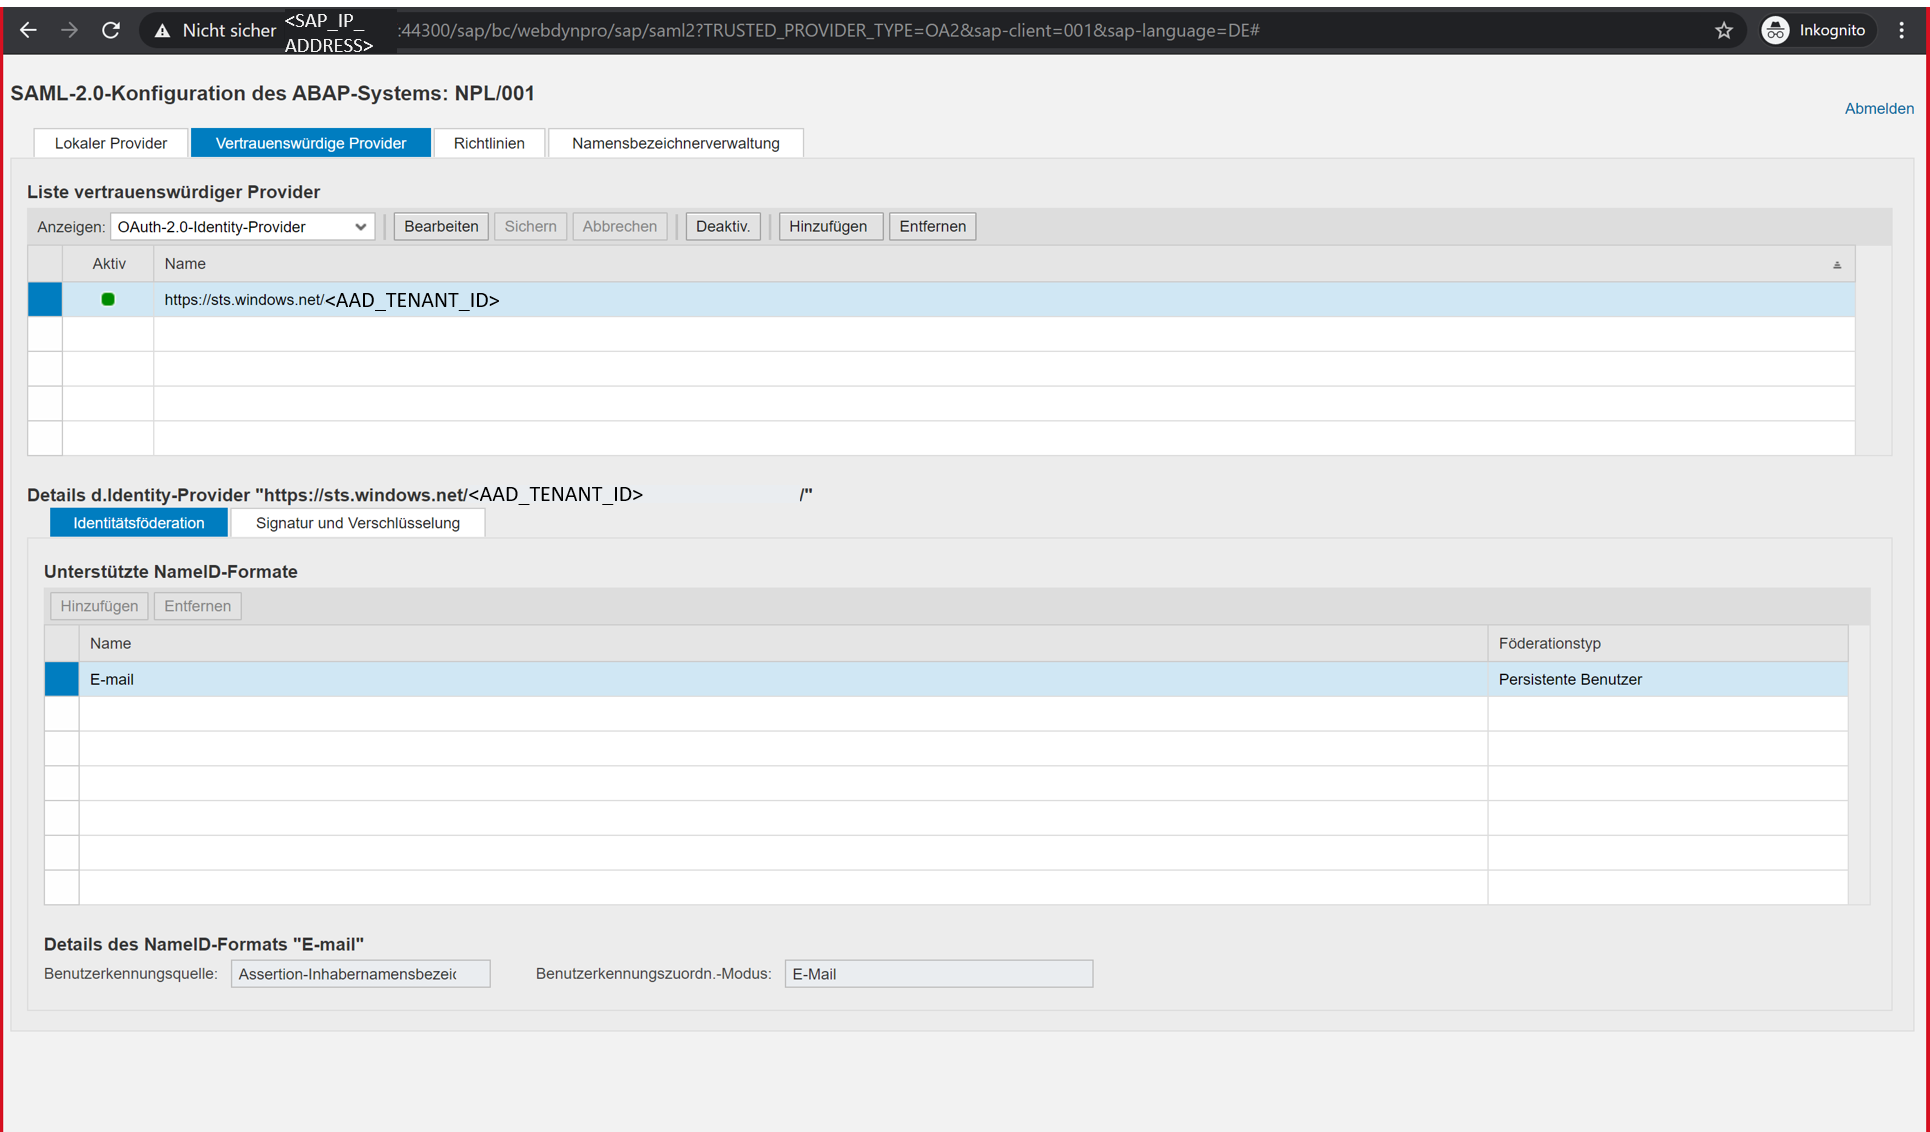 Nicht sicher <SAP_IP_ADDRESS>:44300/sap/bc/webdynpro/sap/saml2?TRUSTED_PROVIDER_TYPE=OA2&sap-client=001&sap-language=DE# Inkognito
SAML-2.0-Konfiguration des ABAP-Systems: NPL/001
Abmelden
Lokaler Provider Vertrauenswürdige Provider Richtlinien Namensbezeichnerverwaltung
Liste vertrauenswürdiger Provider
Anzeigen: OAuth-2.0-Identity-Provider Bearbeiten Sichern Abbrechen Deaktiv. Hinzufügen Entfernen
Aktiv Name
https://sts.windows.net/<AAD_TENANT_ID>
Details d.Identity-Provider "https://sts.windows.net/<AAD_TENANT_ID> /"
Identitätsföderation Signatur und Verschlüsselung
Unterstützte NameID-Formate
Hinzufügen Entfernen
Name Föderationstyp
E-mail Persistente Benutzer
Details des NameID-Formats "E-mail"
Benutzerkennungsquelle: Assertion-Inhabernamensbezeic Benutzerkennungszuordn.-Modus: E-Mail